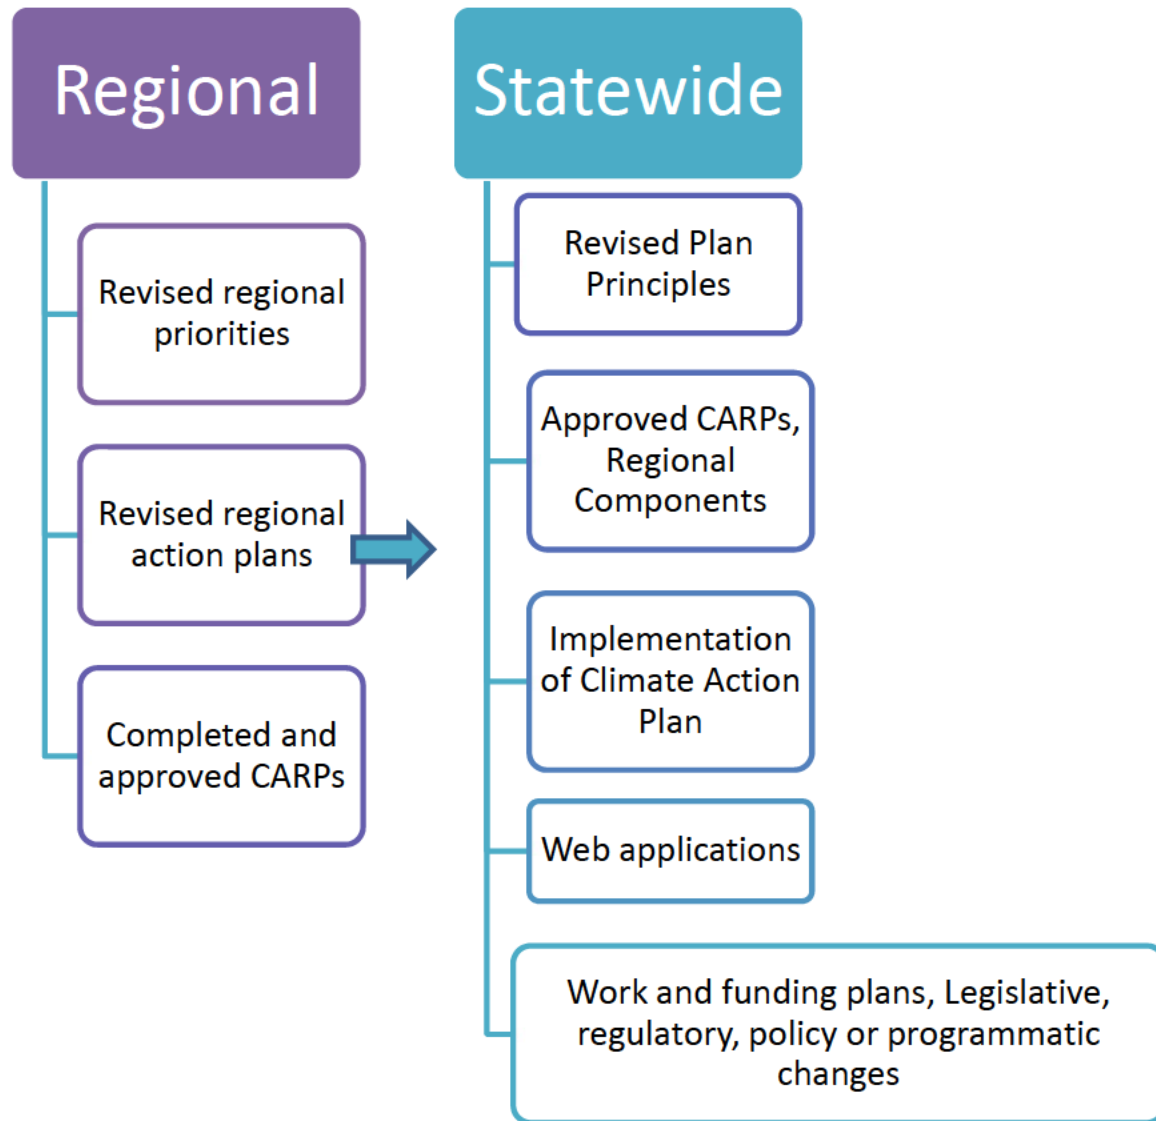 Regional
Revised regional
priorities
Revised regional
action plans
Completed and
approved CARPs
Statewide
Revised Plan
Principles
Approved CARPs,
Regional
Components
Implementation
of Climate Action
Plan
Web applications
Work and funding plans, Legislative,
regulatory, policy or programmatic
changes